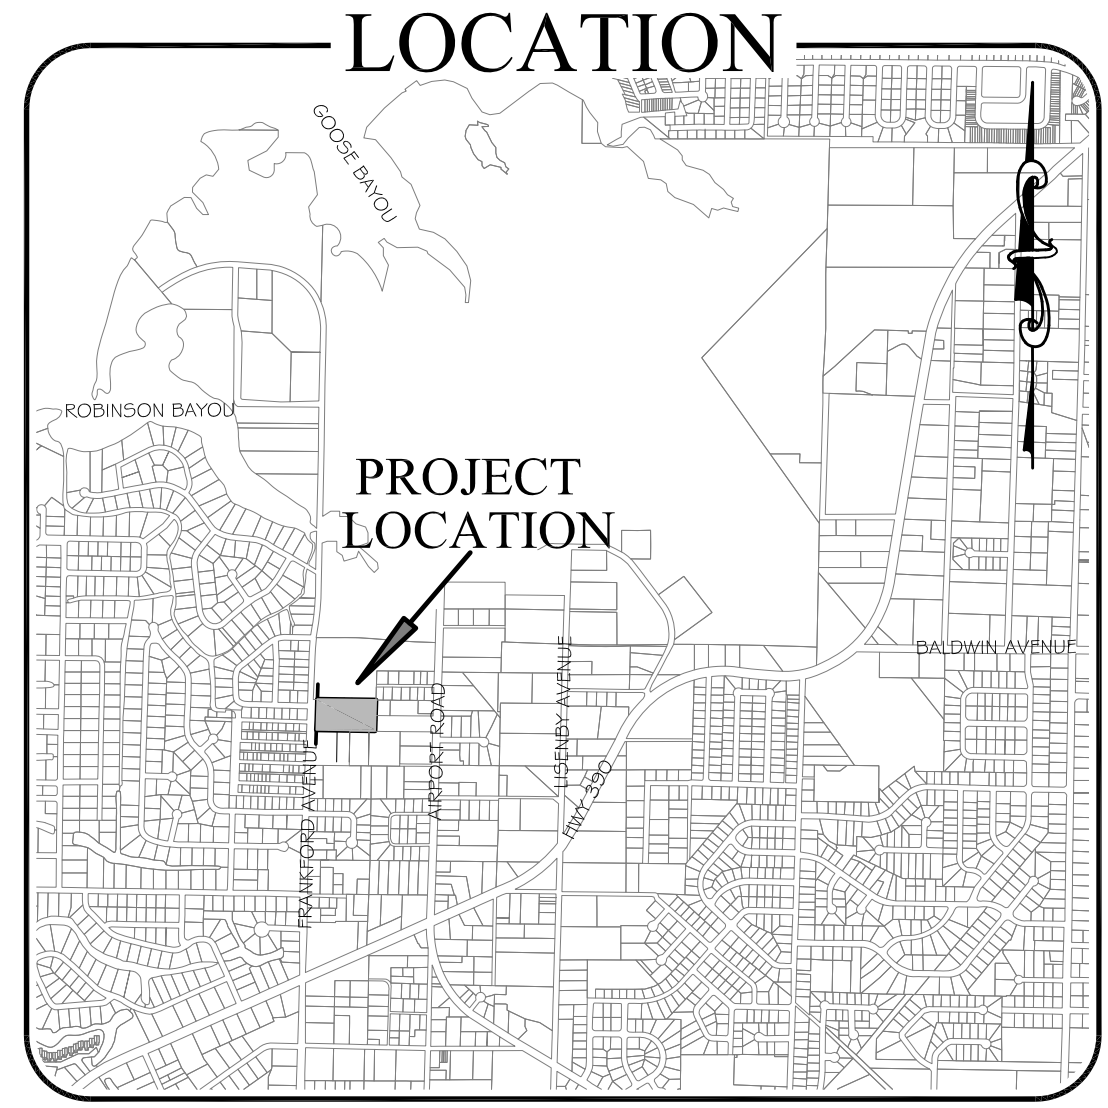 LOCATION
GOOSE BAYOU
ROBINSON BAYOU
PROJECT
LOCATION
BALDWIN AVENUE
LISENBY AVENUE
AIRPORT ROAD
FRANKFORD AVENUE
HWY 390